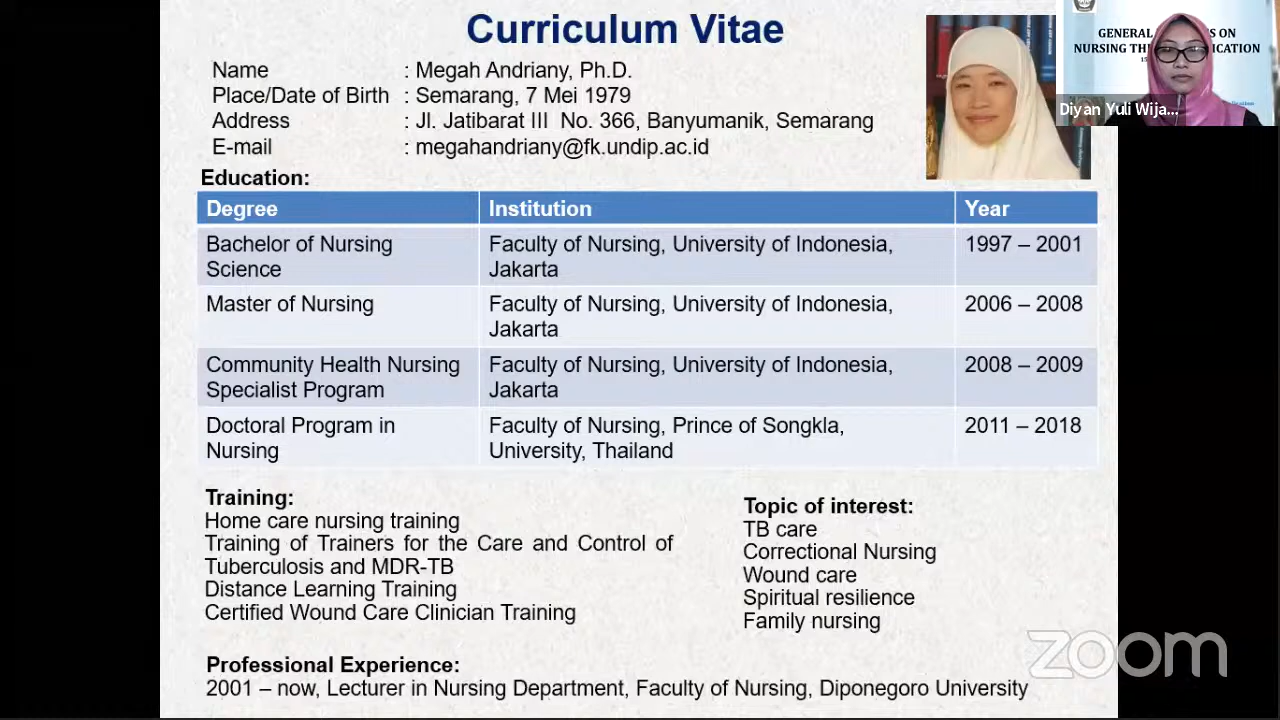 Curriculum Vitae
Name : Megah Andriany, Ph.D.
Place/Date of Birth : Semarang, 7 Mei 1979
Address : Jl. Jatibarat III No. 366, Banyumanik, Semarang
E-mail : megahandriany@fk.undip.ac.id
GENERAL
ON
NURSING
Diyan Yuli Wija...
Education:
Degree Institution Year
Bachelor of Nursing Faculty of Nursing, University of Indonesia, 1997 – 2001
Science Jakarta
Master of Nursing Faculty of Nursing, University of Indonesia, 2006 – 2008
Jakarta
Community Health Nursing Faculty of Nursing, University of Indonesia, 2008 – 2009
Specialist Program Jakarta
Doctoral Program in Faculty of Nursing, Prince of Songkla, 2011 – 2018
Nursing University, Thailand
Training:
Home care nursing training
Training of Trainers for the Care and Control of
Tuberculosis and MDR-TB
Distance Learning Training
Certified Wound Care Clinician Training
Topic of interest:
TB care
Correctional Nursing
Wound care
Spiritual resilience
Family nursing
zoom
Professional Experience:
2001 – now, Lecturer in Nursing Department, Faculty of Nursing, Diponegoro University